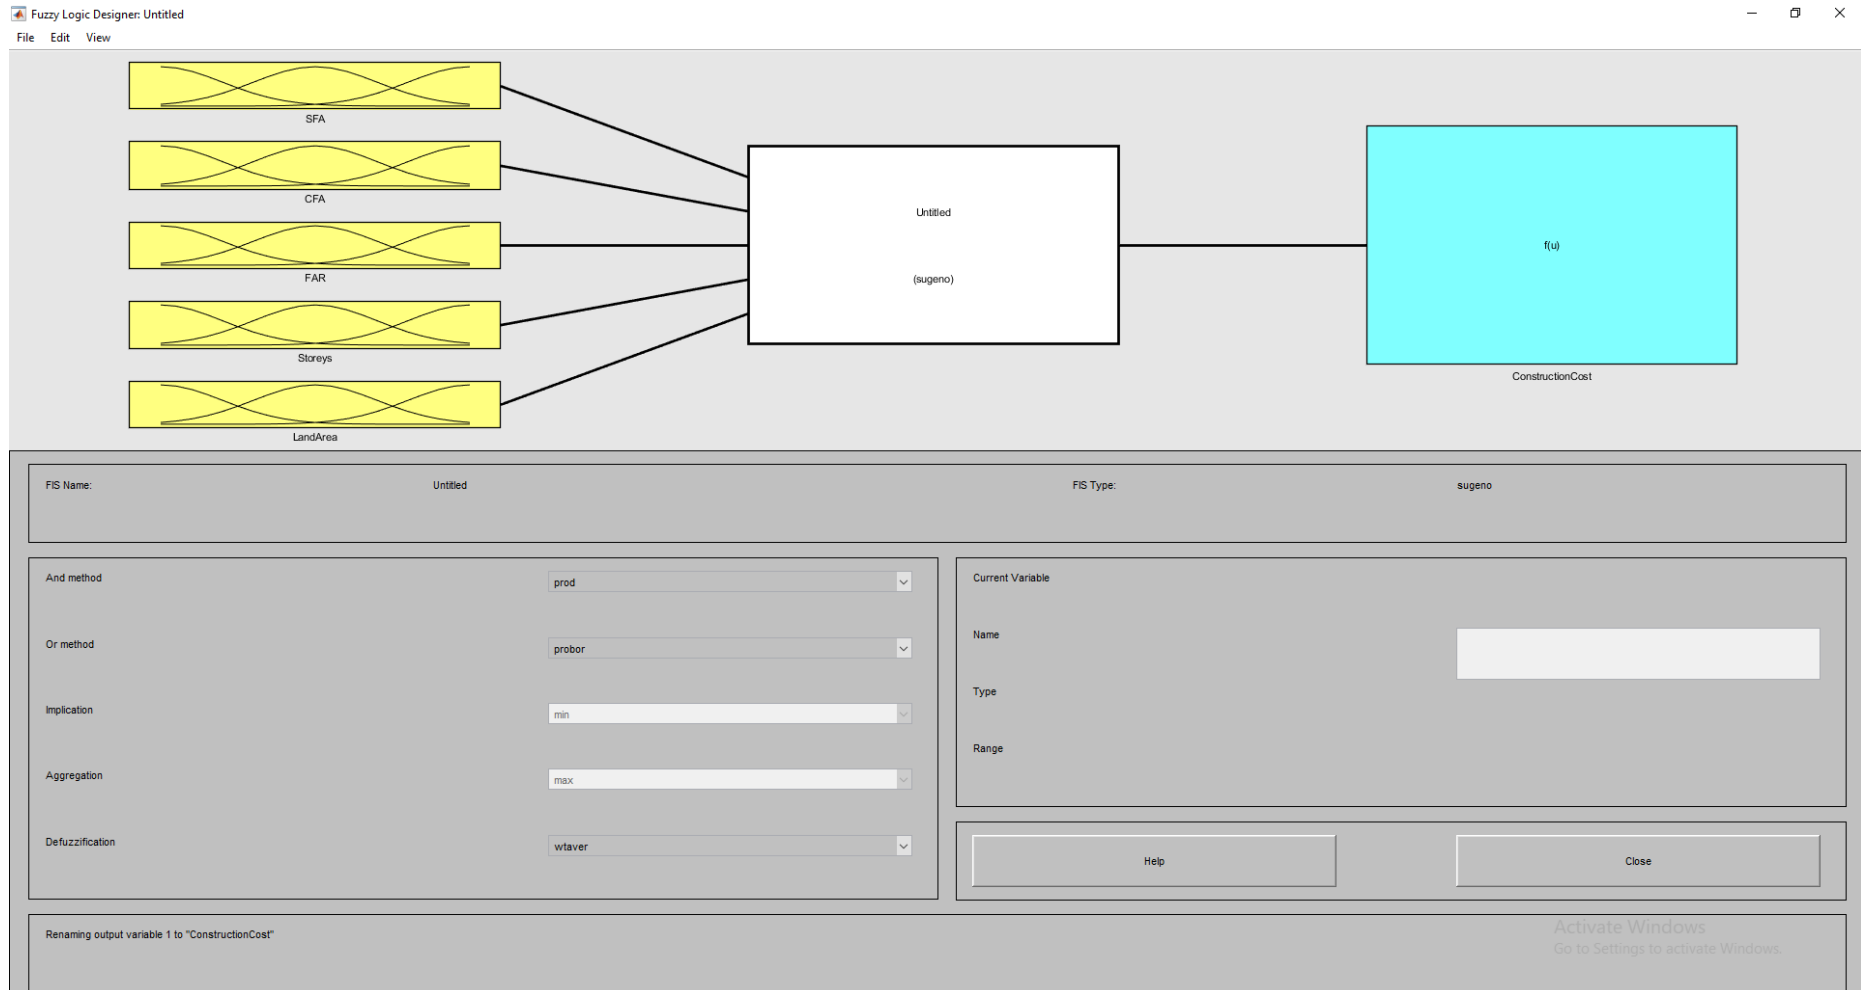 Fuzzy Logic Designer: Untitled
File Edit View
SFA
CFA
FAR
Storeys
LandArea
Untitled
(sugeno)
f(u)
ConstructionCost
FIS Name: Untitled FIS Type: sugeno
And method prod
Or method probor
Implication min
Aggregation max
Defuzzification wtaver
Current Variable
Name
Type
Range
Help Close
Renaming output variable 1 to "ConstructionCost"
Activate Windows
Go to Settings to activate Windows.